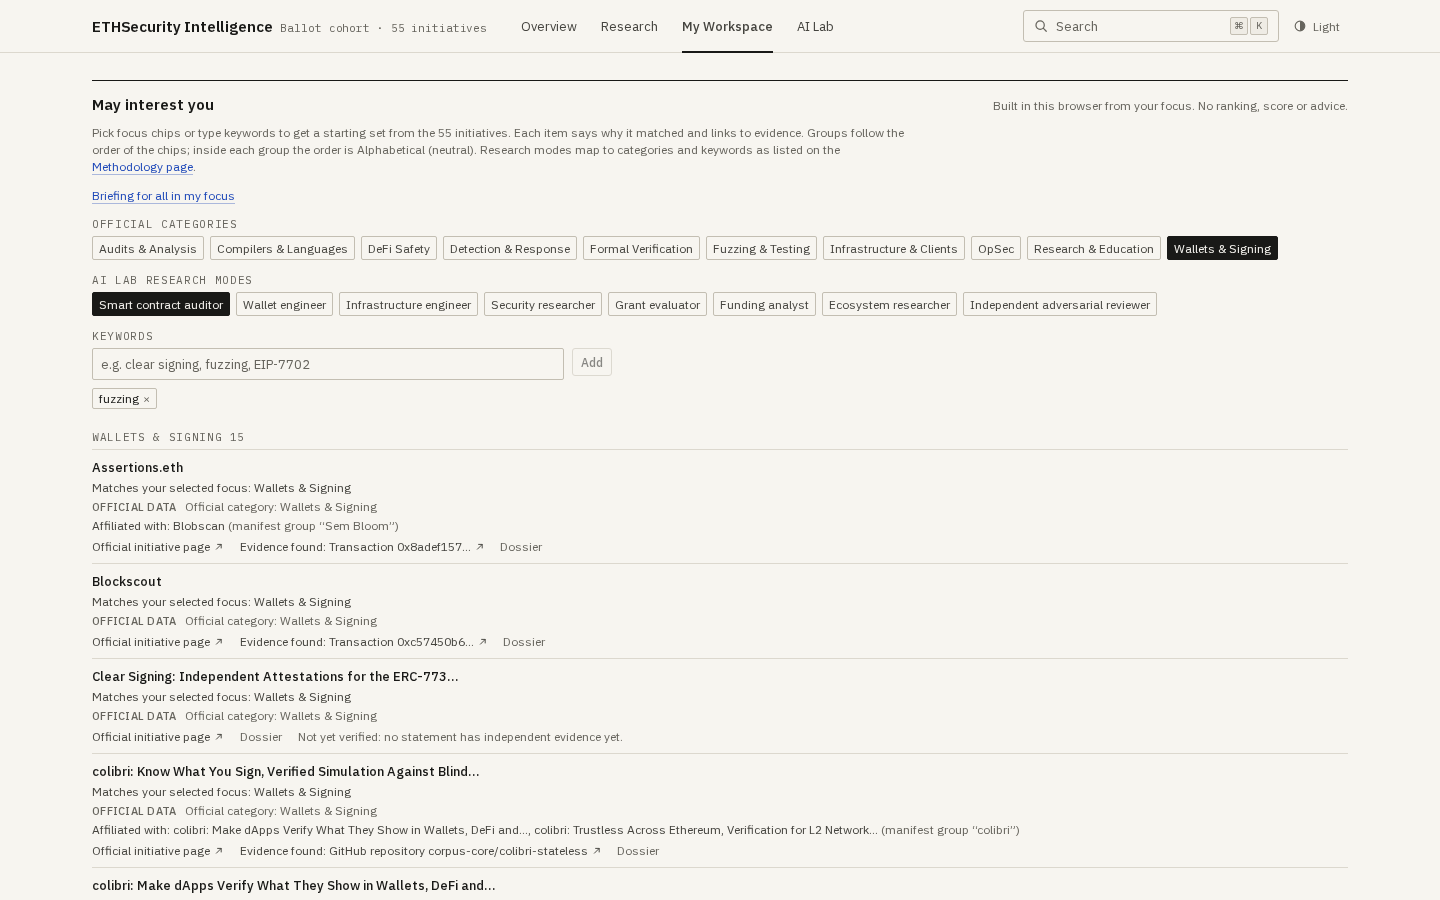 ETHSecurity Intelligence Ballot cohort · 55 initiatives Overview Research My Workspace AI Lab Search ⌘ K Light
May interest you Built in this browser from your focus. No ranking, score or advice.
Pick focus chips or type keywords to get a starting set from the 55 initiatives. Each item says why it matched and links to evidence. Groups follow the
order of the chips; inside each group the order is Alphabetical (neutral). Research modes map to categories and keywords as listed on the
Methodology page.
Briefing for all in my focus
OFFICIAL CATEGORIES
Audits & Analysis Compilers & Languages DeFi Safety Detection & Response Formal Verification Fuzzing & Testing Infrastructure & Clients OpSec Research & Education Wallets & Signing
AI LAB RESEARCH MODES
Smart contract auditor Wallet engineer Infrastructure engineer Security researcher Grant evaluator Funding analyst Ecosystem researcher Independent adversarial reviewer
KEYWORDS
e.g. clear signing, fuzzing, EIP-7702 Add
fuzzing ×
WALLETS & SIGNING 15
Assertions.eth
Matches your selected focus: Wallets & Signing
OFFICIAL DATA Official category: Wallets & Signing
Affiliated with: Blobscan (manifest group “Sem Bloom”)
Official initiative page ↗ Evidence found: Transaction 0x8adef157… ↗ Dossier
Blockscout
Matches your selected focus: Wallets & Signing
OFFICIAL DATA Official category: Wallets & Signing
Official initiative page ↗ Evidence found: Transaction 0xc57450b6… ↗ Dossier
Clear Signing: Independent Attestations for the ERC-773…
Matches your selected focus: Wallets & Signing
OFFICIAL DATA Official category: Wallets & Signing
Official initiative page ↗ Dossier Not yet verified: no statement has independent evidence yet.
colibri: Know What You Sign, Verified Simulation Against Blind…
Matches your selected focus: Wallets & Signing
OFFICIAL DATA Official category: Wallets & Signing
Affiliated with: colibri: Make dApps Verify What They Show in Wallets, DeFi and…, colibri: Trustless Across Ethereum, Verification for L2 Network… (manifest group “colibri”)
Official initiative page ↗ Evidence found: GitHub repository corpus-core/colibri-stateless ↗ Dossier
colibri: Make dApps Verify What They Show in Wallets, DeFi and…